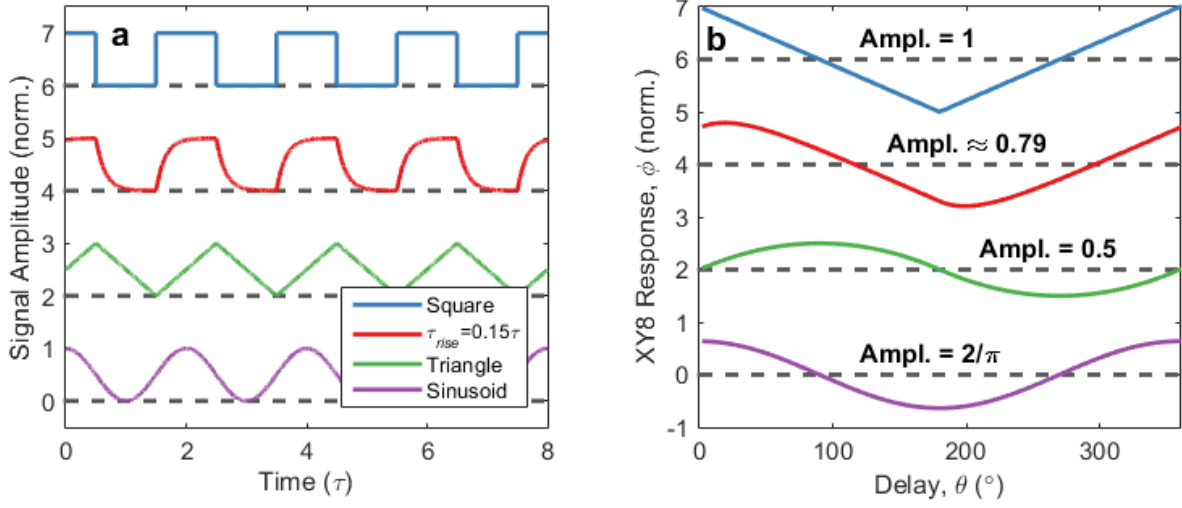 a
Signal Amplitude (norm.)
7
6
5
4
3
2
1
0
Square
τrise=0.15τ
Triangle
Sinusoid
0
2
4
6
8
Time (τ)
b
XY8 Response, ϕ (norm.)
7
6
5
4
3
2
1
0
-1
Ampl. = 1
Ampl. ≈ 0.79
Ampl. = 0.5
Ampl. = 2/π
0
100
200
300
Delay, θ (°)